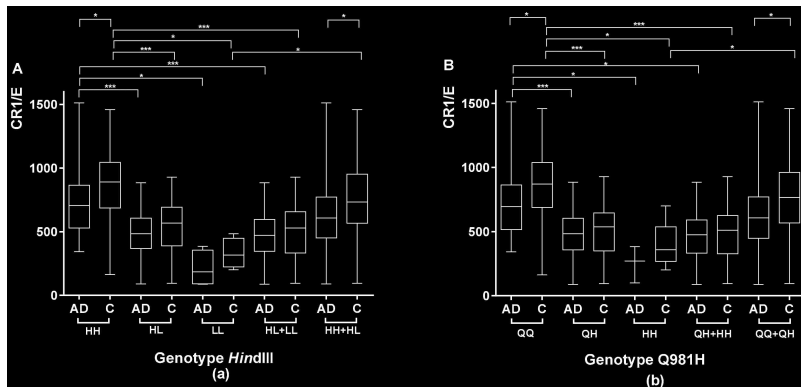 A
CR1/E
* * *** * *** * *** * ***
1500
1000
500
0
AD C AD C AD C AD C AD C
HH HL LL HL+LL HH+HL
Genotype HindIII
(a)
B
CR1/E
* * *** * *** * * * ***
1500
1000
500
0
AD C AD C AD C AD C AD C
QQ QH HH QH+HH QQ+QH
Genotype Q981H
(b)